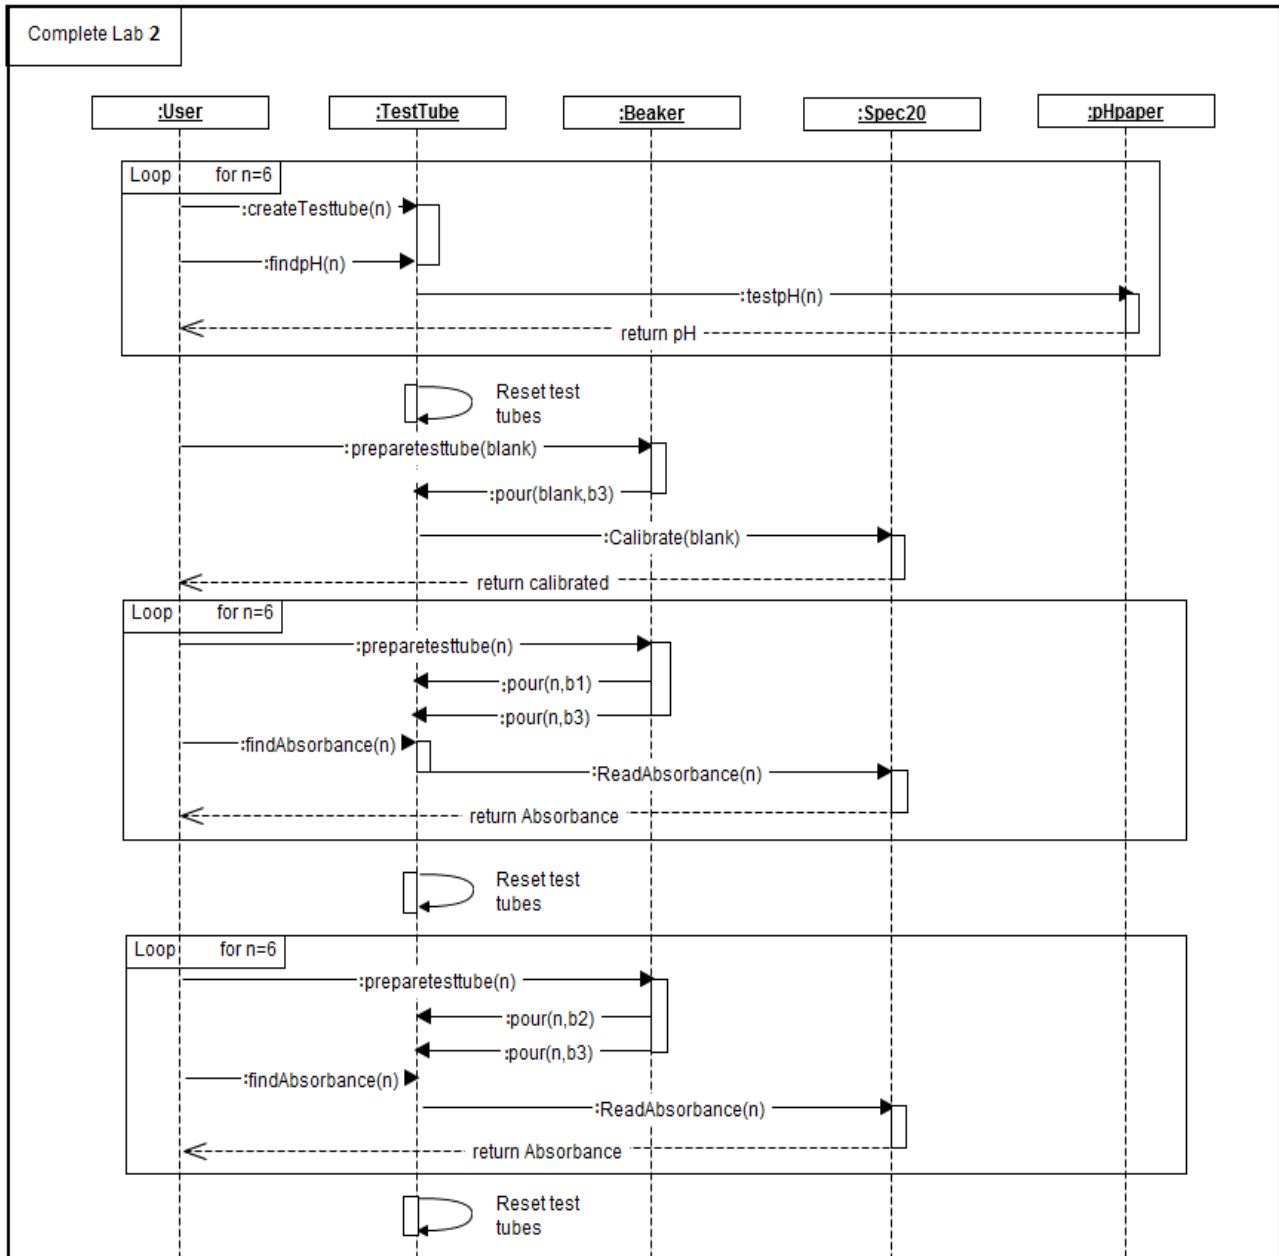 Complete Lab 2
:User :TestTube :Beaker :Spec20 :pHpaper
Loop for n=6
:createTesttube(n)
:findpH(n)
:testpH(n)
return pH
Reset test
tubes
:preparetesttube(blank)
:pour(blank,b3)
:Calibrate(blank)
return calibrated
Loop for n=6
:preparetesttube(n)
:pour(n,b1)
:pour(n,b3)
:findAbsorbance(n)
:ReadAbsorbance(n)
return Absorbance
Reset test
tubes
Loop for n=6
:preparetesttube(n)
:pour(n,b2)
:pour(n,b3)
:findAbsorbance(n)
:ReadAbsorbance(n)
return Absorbance
Reset test
tubes